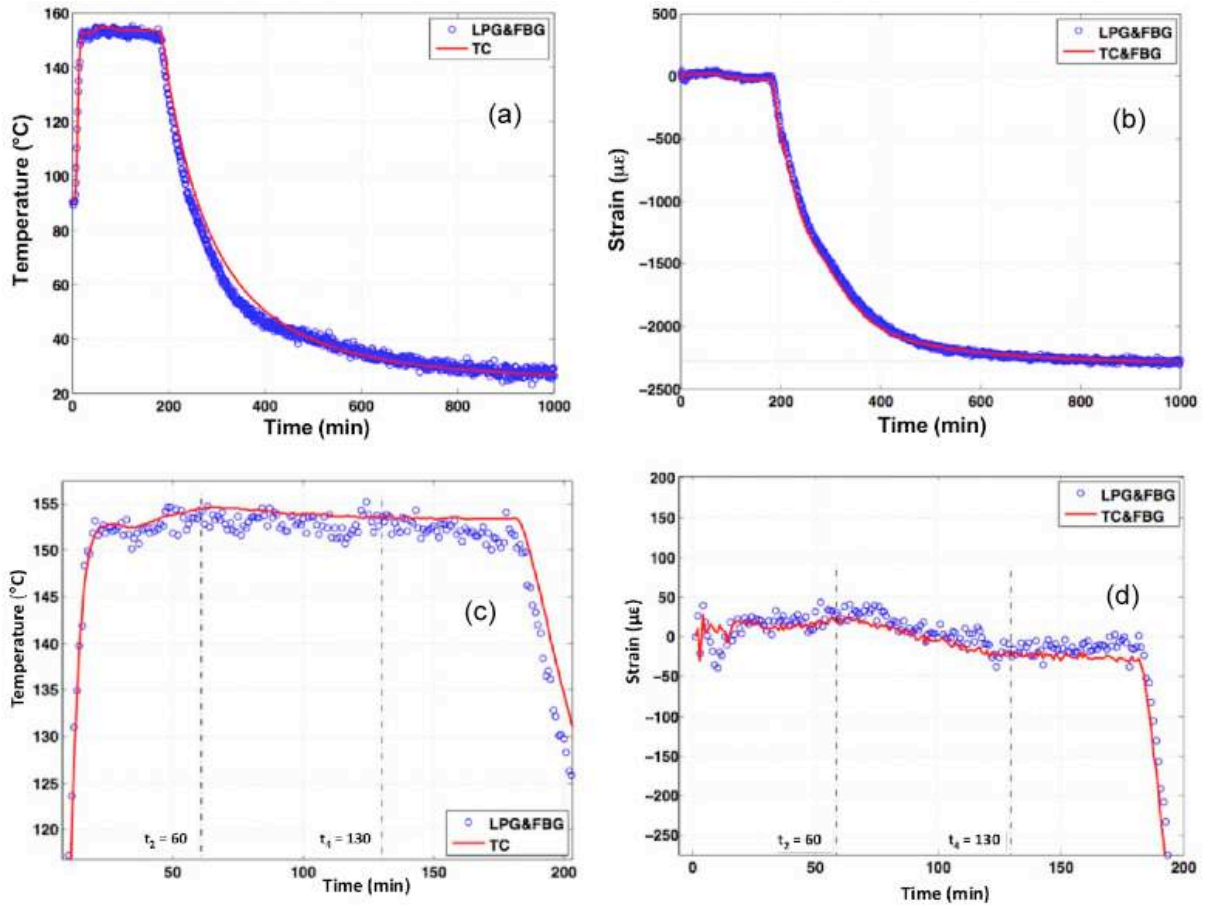 160
140
120
100
80
60
40
20
Temperature (°C)
0
200
400
600
800
1000
Time (min)
LPG&FBG
TC
(a)
500
0
−500
−1000
−1500
−2000
−2500
Strain (µε)
0
200
400
600
800
1000
Time (min)
LPG&FBG
TC&FBG
(b)
155
150
145
140
135
130
125
120
Temperature (°C)
50
100
150
200
Time (min)
(c)
t2 = 60
t4 = 130
LPG&FBG
TC
200
150
100
50
0
−50
−100
−150
−200
−250
Strain (µε)
0
50
100
150
200
Time (min)
LPG&FBG
TC&FBG
(d)
t2 = 60
t4 = 130